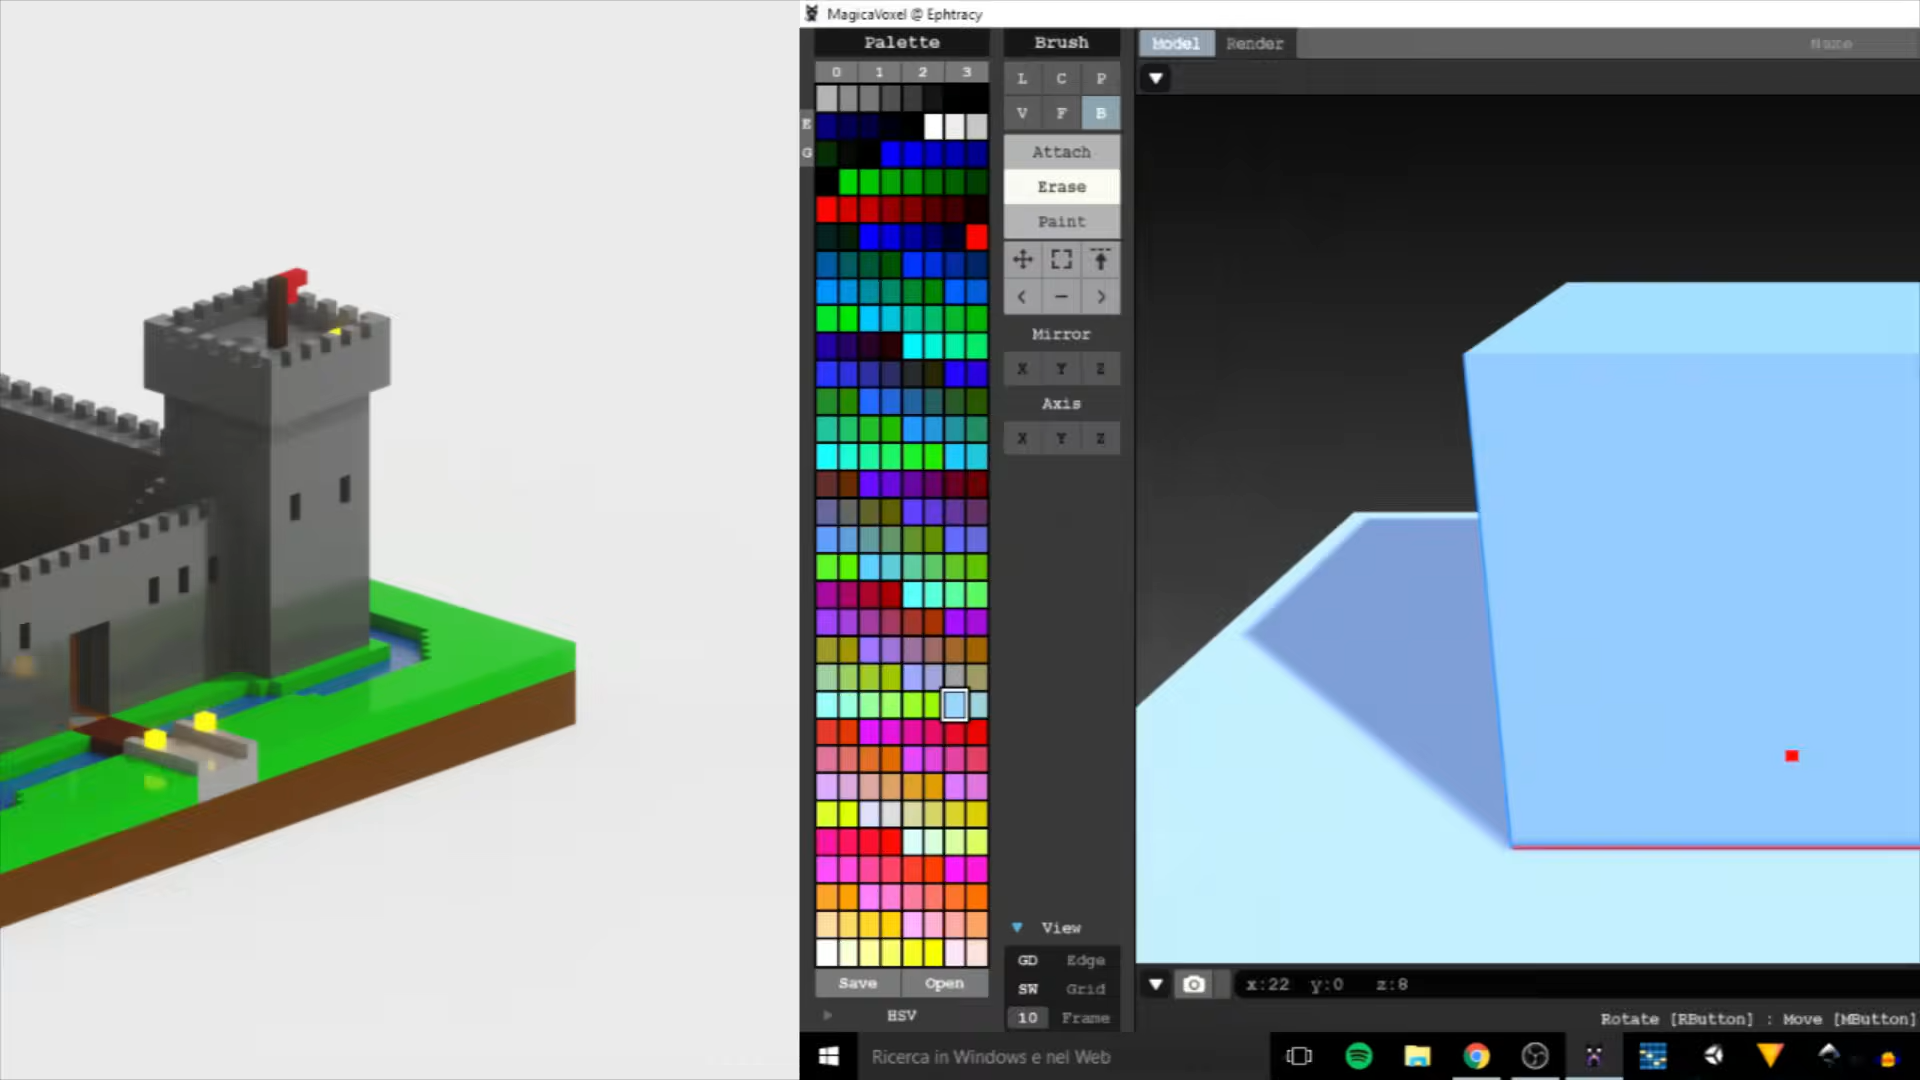 MagicaVoxel @ Ephtracy
Palette
Brush
Model
Render
Name
0 1 2 3
L C P
E
V F B
G
Attach
Erase
Paint
Mirror
X Y Z
Axis
X Y Z
View
GD Edge
Save Open
x:22 y:0 z:8
SW Grid
HSV
10 Frame
Rotate [RButton] : Move [MButton]
Ricerca in Windows e nel Web